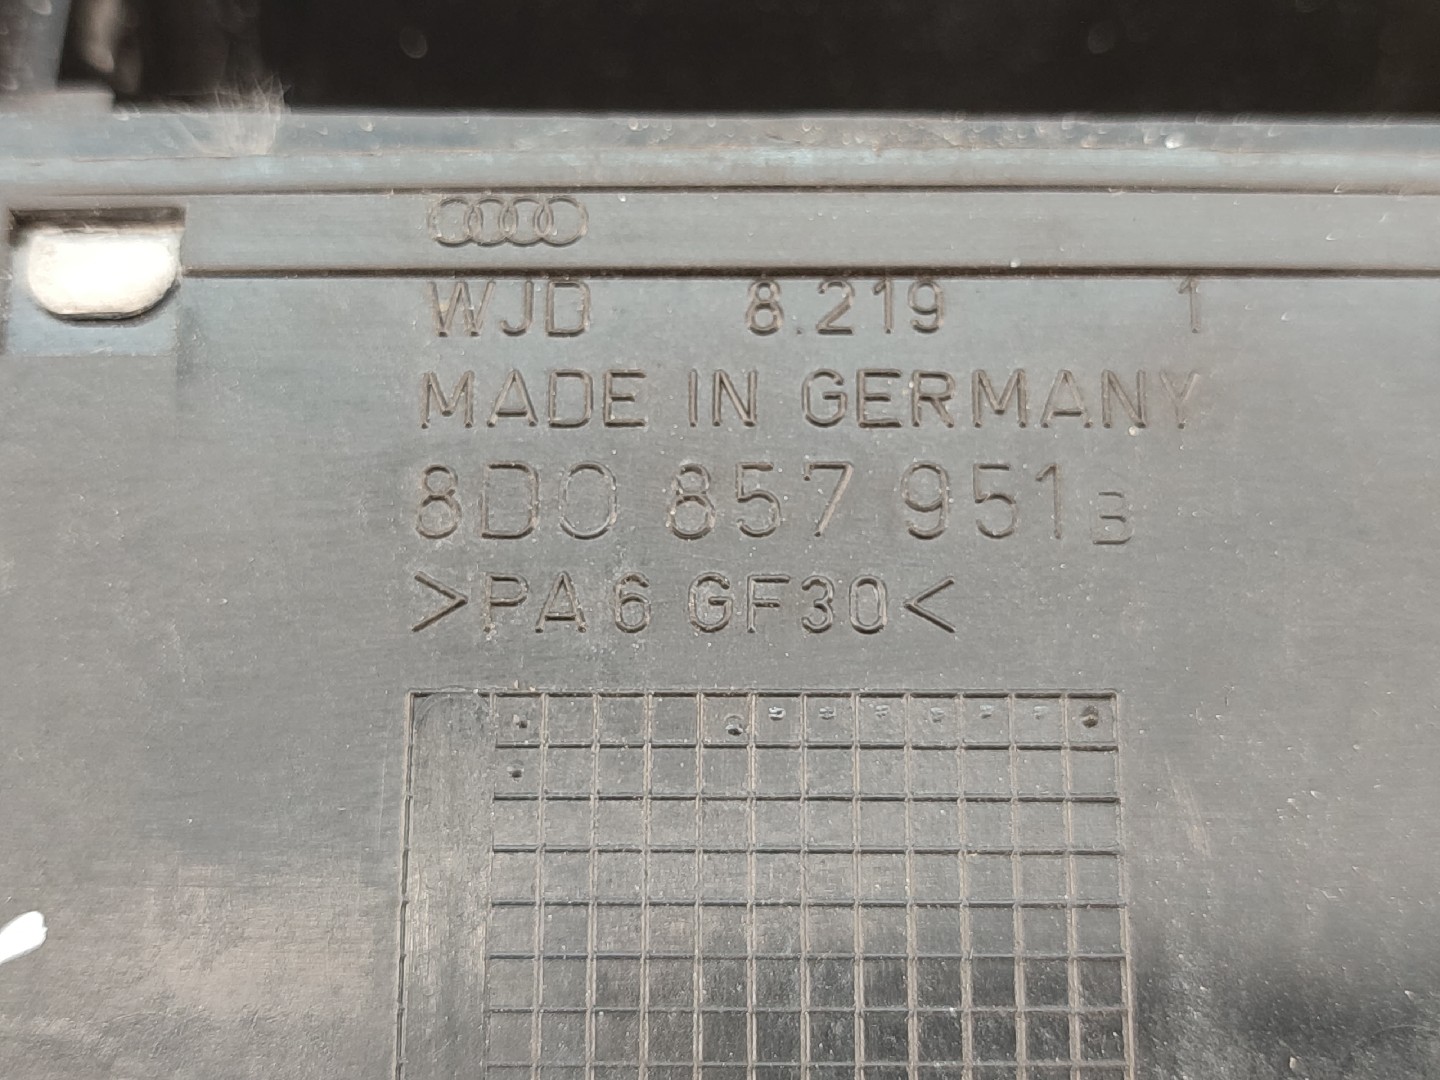 WJD 8.219 1
MADE IN GERMANY
8D0 857 951 B
>PA 6 GF30<